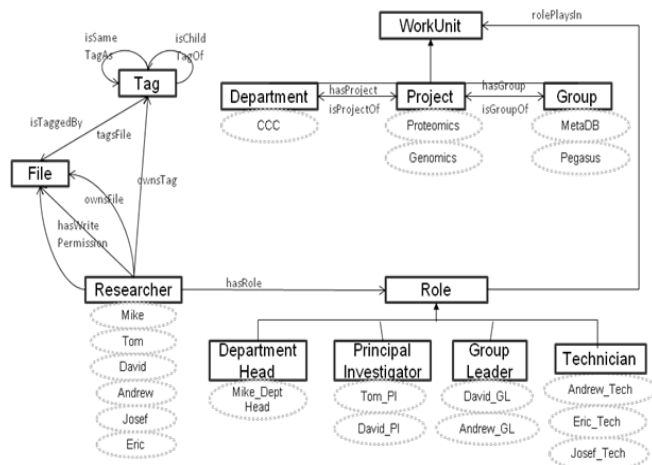 isSame
TagAs
isChild
TagOf
Tag
WorkUnit
rolePlaysIn
Department
hasProject
isProjectOf
Project
hasGroup
isGroupOf
Group
CCC
Proteomics
Genomics
MetaDB
Pegasus
isTaggedBy
tagsFile
File
ownsFile
ownsTag
hasWrite
Permission
Researcher
hasRole
Role
Mike
Tom
David
Andrew
Josef
Eric
Department
Head
Mike_Dept
Head
Principal
Investigator
Tom_PI
David_PI
Group
Leader
David_GL
Andrew_GL
Technician
Andrew_Tech
Eric_Tech
Josef_Tech